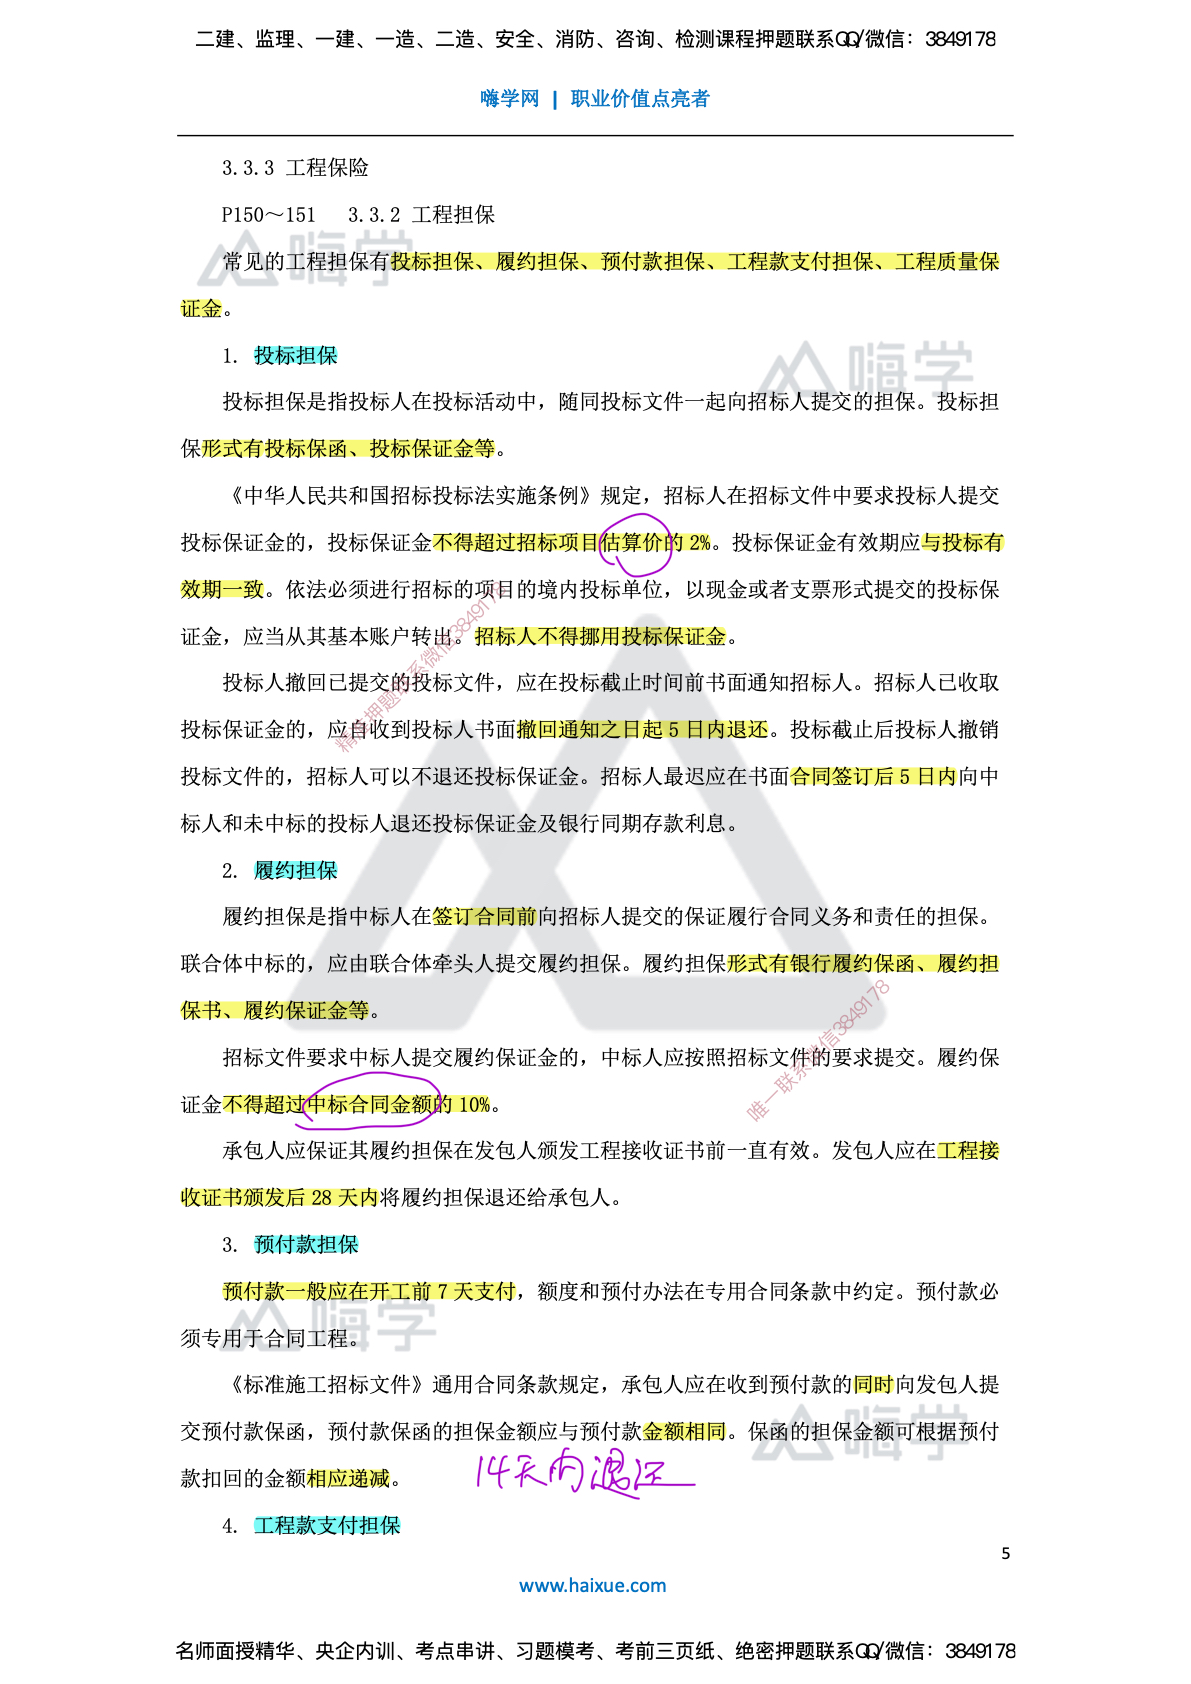 二建、监理、一建、一造、二造、安全、消防、咨询、检测课程押题联系QQ/微信：3849178
嗨学网 | 职业价值点亮者
3.3.3 工程保险
P150～151 3.3.2 工程担保
嗨学
常见的工程担保有投标担保、履约担保、预付款担保、工程款支付担保、工程质量保
证金。
1. 投标担保
嗨学
投标担保是指投标人在投标活动中，随同投标文件一起向招标人提交的担保。投标担
保形式有投标保函、投标保证金等。
《中华人民共和国招标投标法实施条例》规定，招标人在招标文件中要求投标人提交
投标保证金的，投标保证金不得超过招标项目估算价的 2%。投标保证金有效期应与投标有
效期一致。依法必须进行招标的项目的境内投标单位，以现金或者支票形式提交的投标保
证金，应当从其基本账户转出。招标人不得挪用投标保证金。
精准押题联系微信3849178
投标人撤回已提交的投标文件，应在投标截止时间前书面通知招标人。招标人已收取
投标保证金的，应自收到投标人书面撤回通知之日起 5 日内退还。投标截止后投标人撤销
投标文件的，招标人可以不退还投标保证金。招标人最迟应在书面合同签订后 5 日内向中
标人和未中标的投标人退还投标保证金及银行同期存款利息。
2. 履约担保
履约担保是指中标人在签订合同前向招标人提交的保证履行合同义务和责任的担保。
联合体中标的，应由联合体牵头人提交履约担保。履约担保形式有银行履约保函、履约担
保书、履约保证金等。
唯一联系微信3849178
招标文件要求中标人提交履约保证金的，中标人应按照招标文件的要求提交。履约保
证金不得超过中标合同金额的 10%。
承包人应保证其履约担保在发包人颁发工程接收证书前一直有效。发包人应在工程接
收证书颁发后 28 天内将履约担保退还给承包人。
3. 预付款担保
预付款一般应在开工前 7 天支付，额度和预付办法在专用合同条款中约定。预付款必
须专用于合同工程。
嗨学
《标准施工招标文件》通用合同条款规定，承包人应在收到预付款的同时向发包人提
交预付款保函，预付款保函的担保金额应与预付款金额相同。保函的担保金额可根据预付
嗨学
款扣回的金额相应递减。
14天内退还
4. 工程款支付担保
5
www.haixue.com
名师面授精华、央企内训、考点串讲、习题模考、考前三页纸、绝密押题联系QQ/微信：3849178